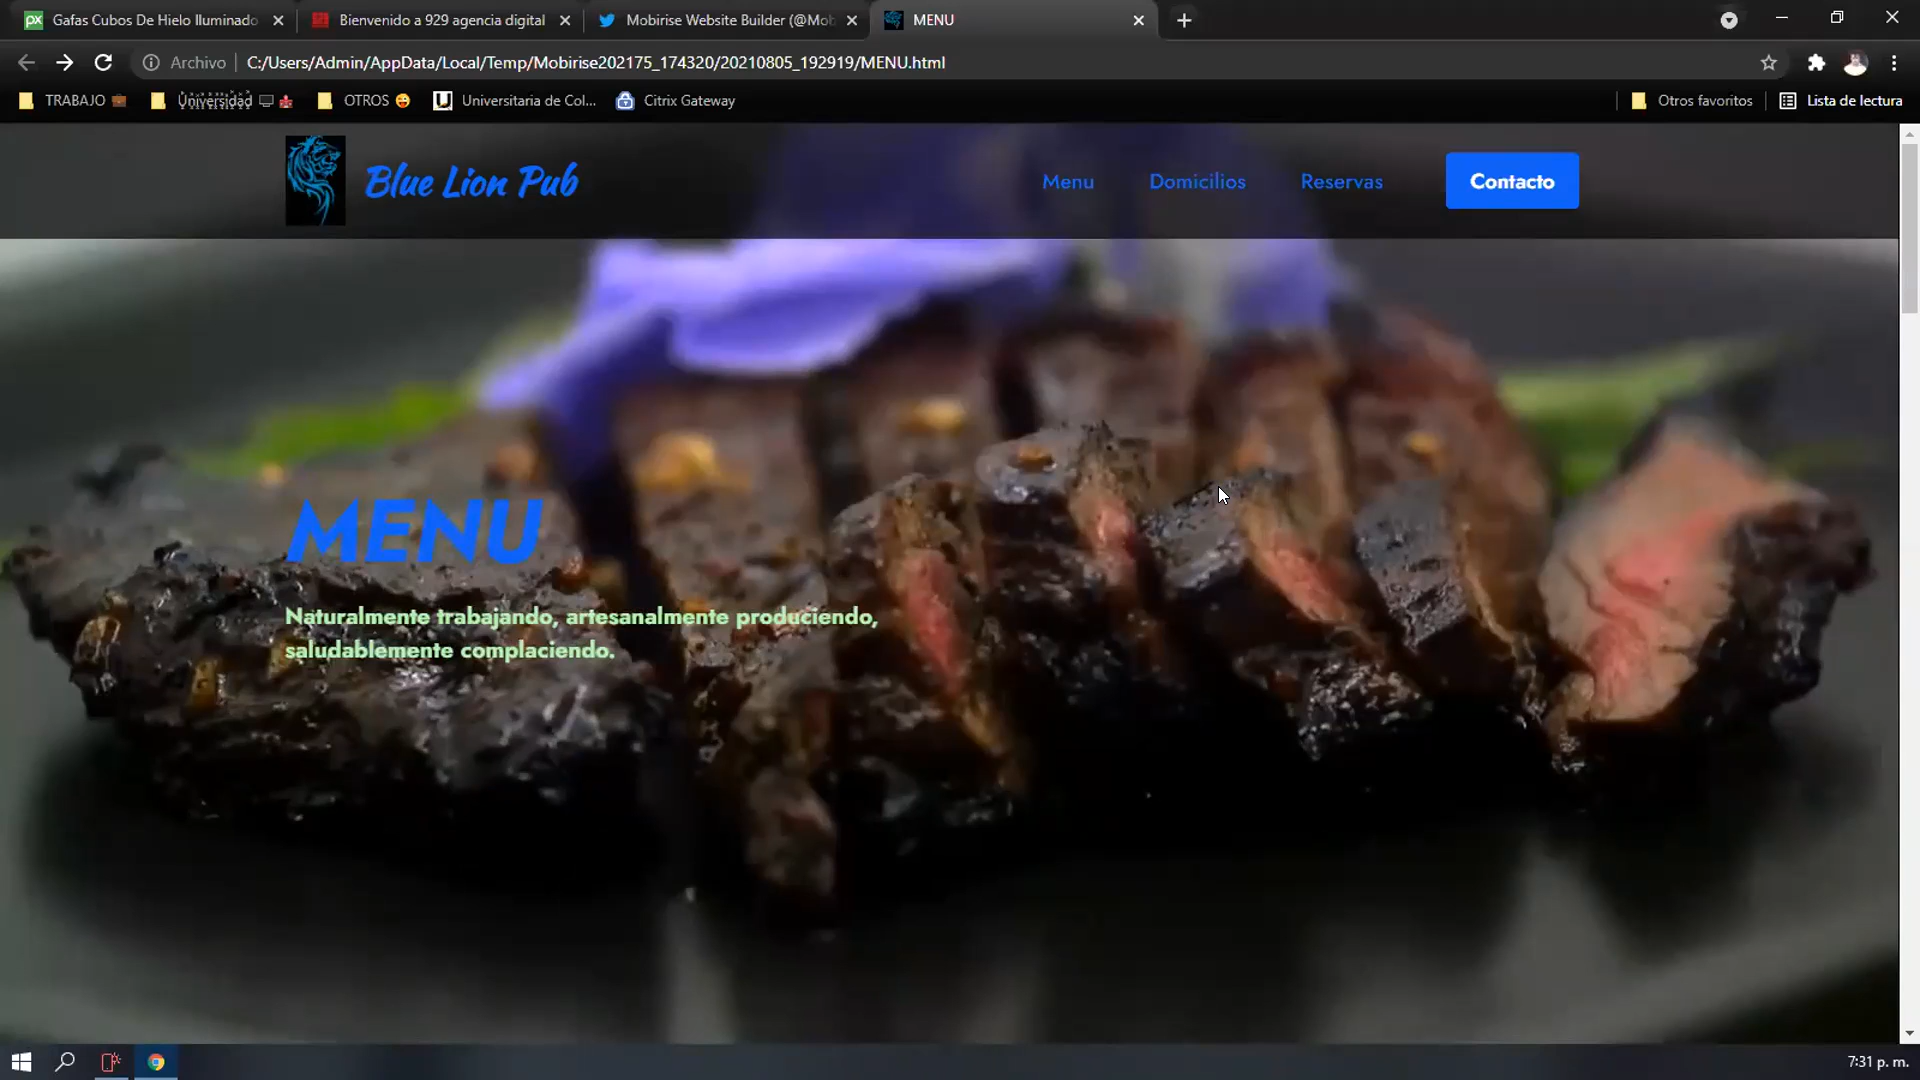 Gafas Cubos De Hielo Iluminado
Bienvenido a 929 agencia digital
Mobirise Website Builder (@Mob
MENU
Archivo
C:/Users/Admin/AppData/Local/Temp/Mobirise202175_174320/20210805_192919/MENU.html
TRABAJO
Universidad
OTROS
Universitaria de Col...
Citrix Gateway
Otros favoritos
Lista de lectura
Blue Lion Pub
Menu
Domicilios
Reservas
Contacto
MENU
Naturalmente trabajando, artesanalmente produciendo,
saludablemente complaciendo.
7:31 p. m.